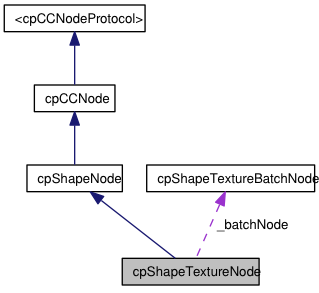 <cpCCNodeProtocol>
cpCCNode
cpShapeNode
cpShapeTextureBatchNode
_batchNode
cpShapeTextureNode